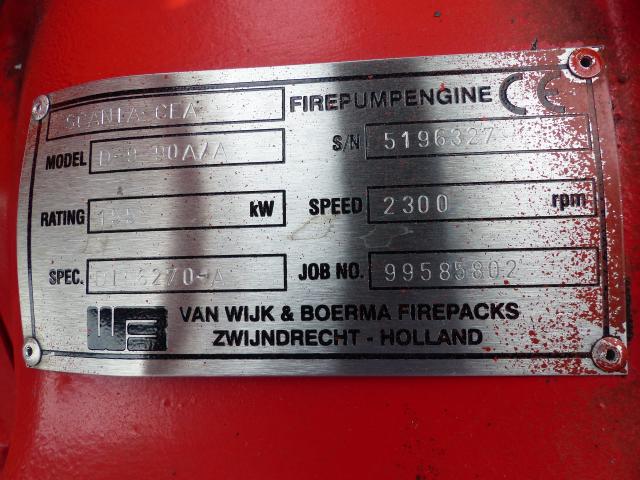 SCANIA CEA FIREPUMPENGINE CE
S/N 5196327
MODEL
RATING kW SPEED 2300 rpm
SPEC. JOB NO. 99585802
VAN WIJK & BOERMA FIREPACKS
ZWIJNDRECHT - HOLLAND